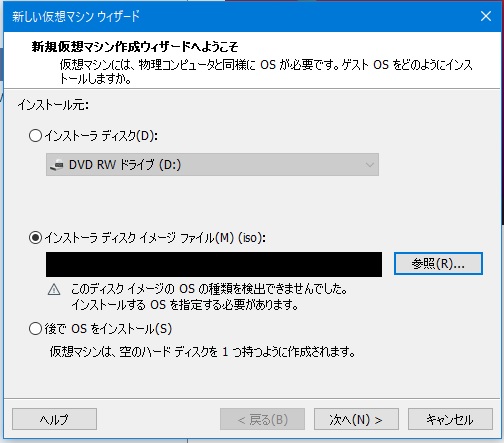 新しい仮想マシン ウィザード
新規仮想マシン作成ウィザードへようこそ
仮想マシンには、物理コンピュータと同様に OS が必要です。ゲスト OS をどのようにインス
トールしますか。
インストール元:
インストーラ ディスク(D):
DVD RW ドライブ (D:)
インストーラ ディスク イメージ ファイル(M) (iso):
参照(R)...
このディスク イメージの OS の種類を検出できませんでした。
インストールする OS を指定する必要があります。
後で OS をインストール(S)
仮想マシンは、空のハード ディスクを 1 つ持つように作成されます。
ヘルプ
< 戻る(B)
次へ(N) >
キャンセル